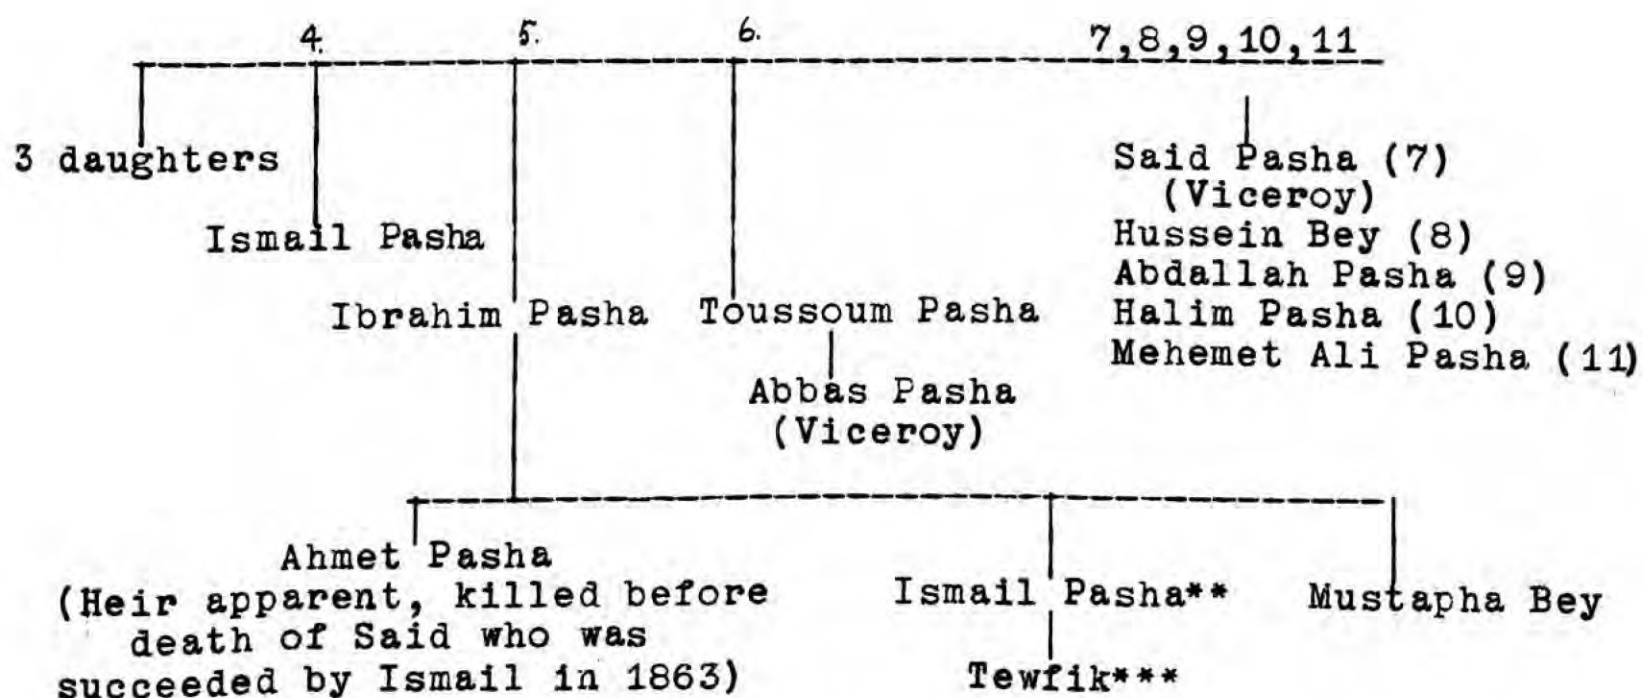 4. 5. 6. 7,8,9,10,11
3 daughters
Ismail Pasha
Ibrahim Pasha
Toussoum Pasha
Abbas Pasha
(Viceroy)
Said Pasha (7)
(Viceroy)
Hussein Bey (8)
Abdallah Pasha (9)
Halim Pasha (10)
Mehemet Ali Pasha (11)
Ahmet Pasha
(Heir apparent, killed before
death of Said who was
succeeded by Ismail in 1863)
Ismail Pasha**
Tewfik***
Mustapha Bey